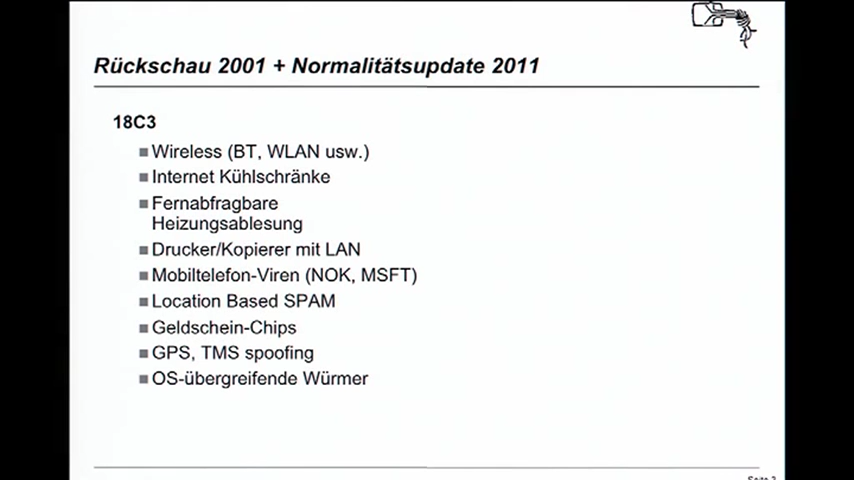 Rückschau 2001 + Normalitätsupdate 2011
18C3
Wireless (BT, WLAN usw.)
Internet Kühlschränke
Fernabfragbare
Heizungsablesung
Drucker/Kopierer mit LAN
Mobiltelefon-Viren (NOK, MSFT)
Location Based SPAM
Geldschein-Chips
GPS, TMS spoofing
OS-übergreifende Würmer